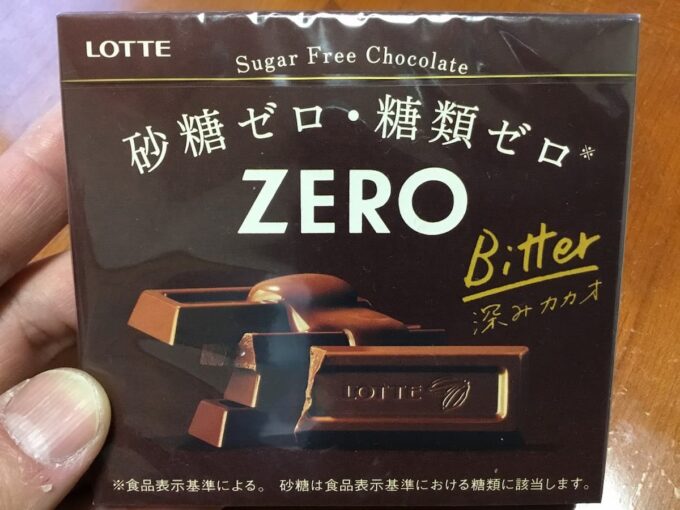 LOTTE
Sugar Free Chocolate
砂糖ゼロ・糖類ゼロ※
ZERO
Bitter
深みカカオ
LOTTE
※食品表示基準による。 砂糖は食品表示基準における糖類に該当します。